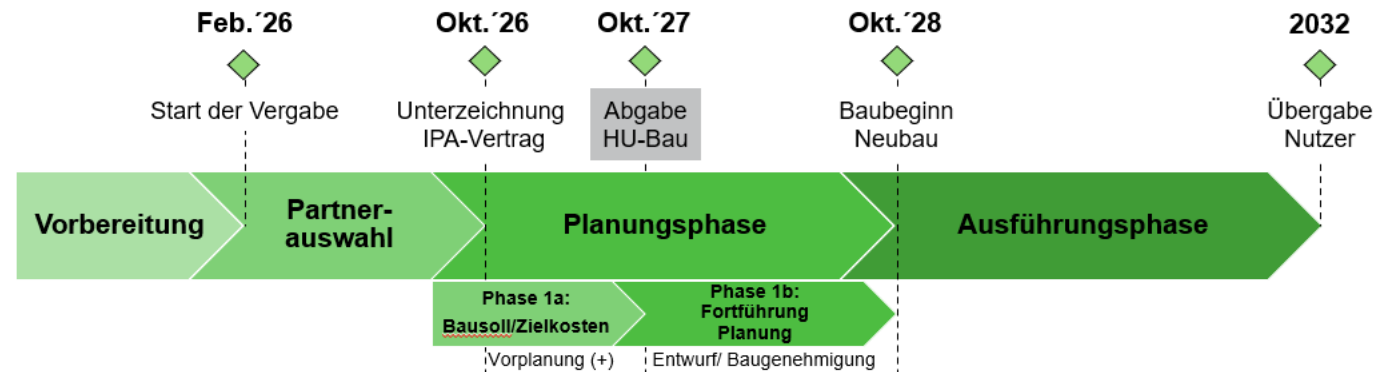 Feb.´26
Okt.´26
Okt.´27
Okt.´28
2032
Start der Vergabe
Unterzeichnung
IPA-Vertrag
Abgabe
HU-Bau
Baubeginn
Neubau
Übergabe
Nutzer
Vorbereitung
Partner-
auswahl
Planungsphase
Ausführungsphase
Phase 1a:
Bausoll/Zielkosten
Phase 1b:
Fortführung
Planung
Vorplanung (+)
Entwurf/ Baugenehmigung